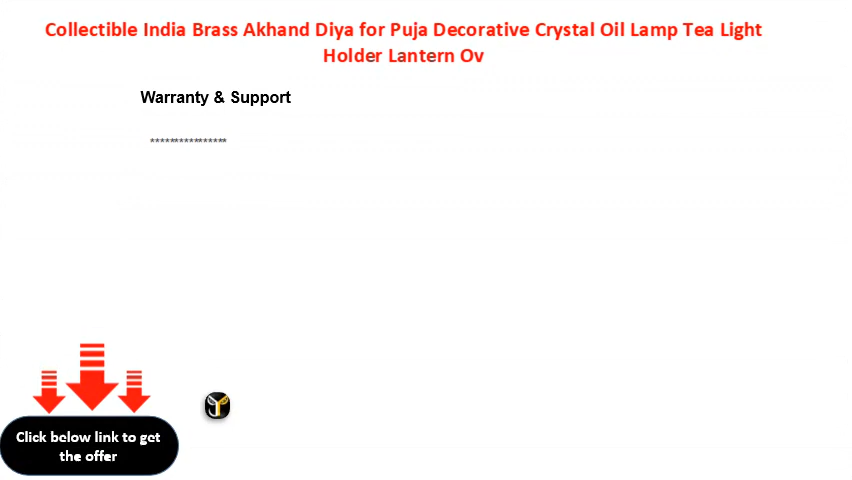 Collectible India Brass Akhand Diya for Puja Decorative Crystal Oil Lamp Tea Light
Holder Lantern Ov
Warranty & Support
****************
Click below link to get
the offer